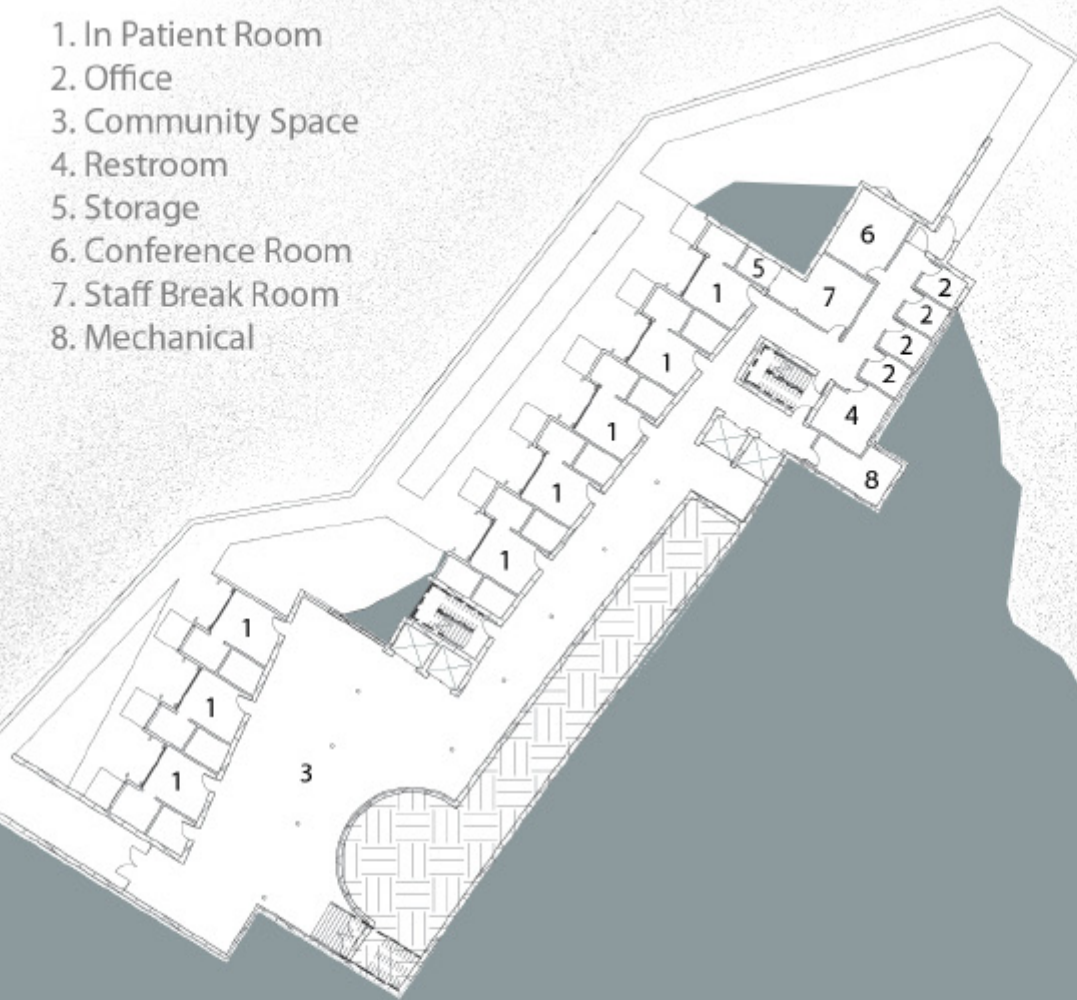 1. In Patient Room
2. Office
3. Community Space
4. Restroom
5. Storage
6. Conference Room
7. Staff Break Room
8. Mechanical
6
5
2
1
7
2
2
1
2
4
1
8
1
1
1
1
3
1